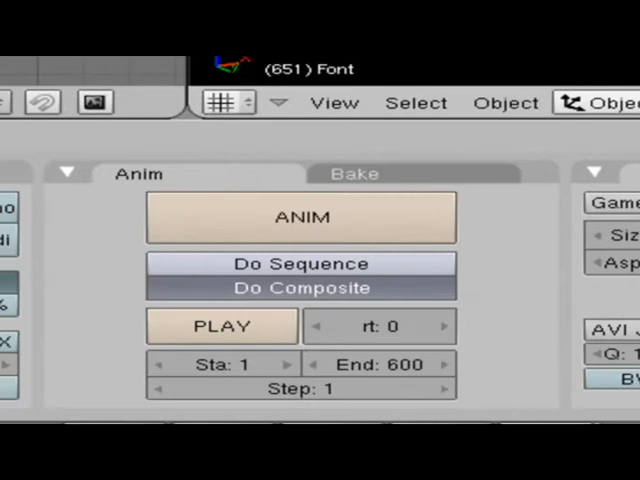 (651) Font
View Select Object
Anim Bake
ANIM
Game
Do Sequence
Do Composite
PLAY rt: 0
AVI
Sta: 1 End: 600
Q: 1
Step: 1